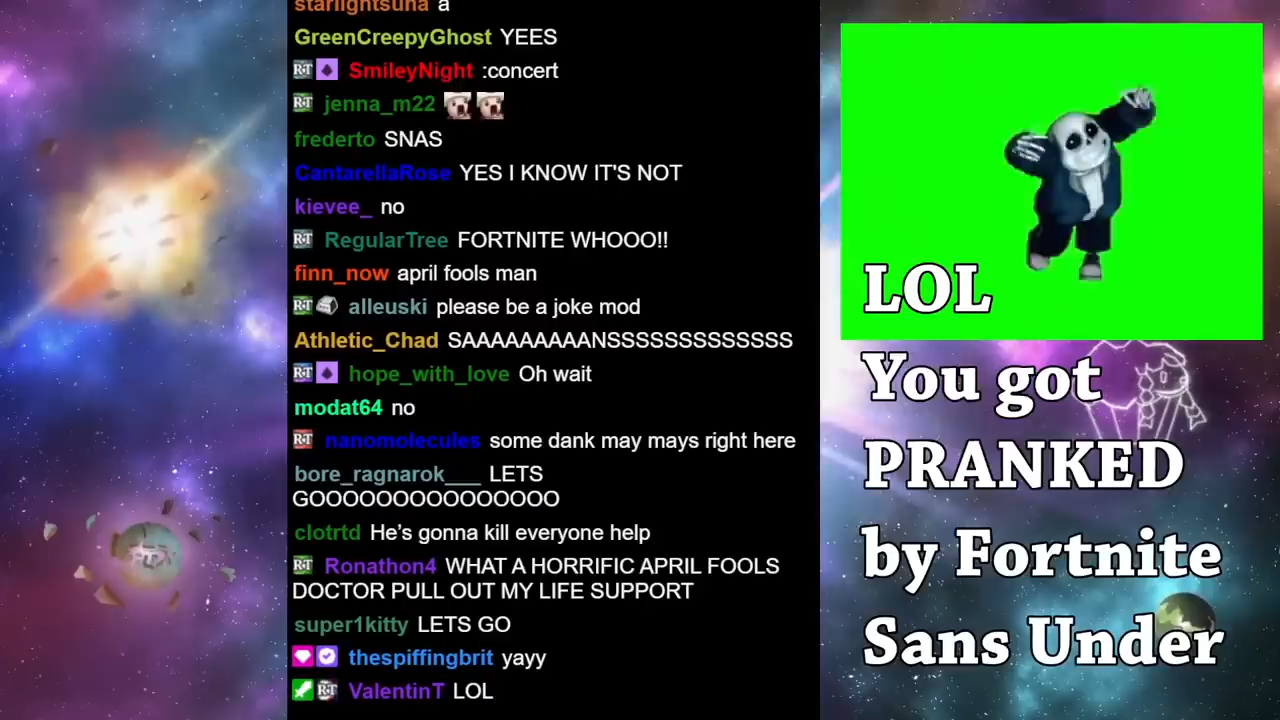 starlightsuna a
GreenCreepyGhost YEES
SmileyNight :concert
jenna_m22
frederto SNAS
CantarellaRose YES I KNOW IT'S NOT
kievee_ no
RegularTree FORTNITE WHOOO!!
finn_now april fools man
alleuski please be a joke mod
Athletic_Chad SAAAAAAAAANSSSSSSSSSSSSS
hope_with_love Oh wait
modat64 no
nanomolecules some dank may mays right here
bore_ragnarok___ LETS
GOOOOOOOOOOOOOOO
clotrtd He's gonna kill everyone help
Ronathon4 WHAT A HORRIFIC APRIL FOOLS
DOCTOR PULL OUT MY LIFE SUPPORT
super1kitty LETS GO
thespiffingbrit yayy
ValentinT LOL
LOL
You got
PRANKED
by Fortnite
Sans Under